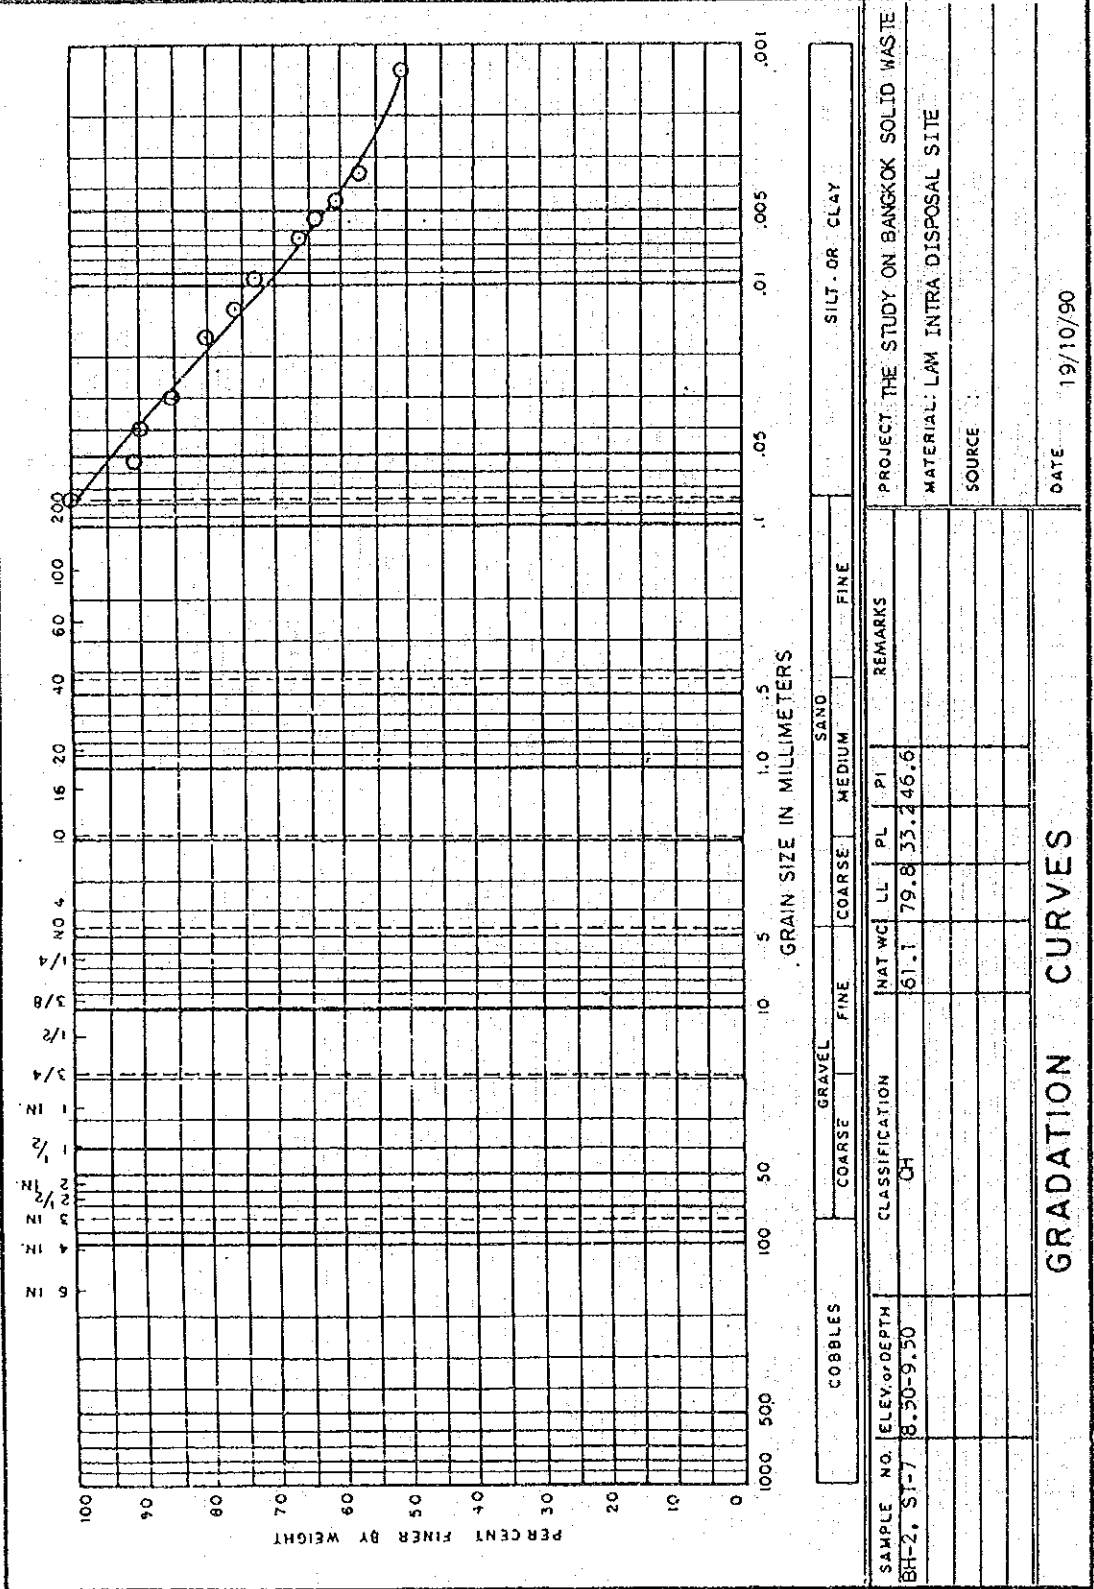 6 IN
4 IN.
3 IN
2 1/2
2 IN.
1 1/2
1 IN.
3/4
1/2
3/8
1/4
NO 4
10
16
20
40
60
100
200
PER CENT FINER BY WEIGHT
100
90
80
70
60
50
40
30
20
10
0
1000 500 100 50 10 5 1.0 .5 .1 .05 .01 .005 .001
GRAIN SIZE IN MILLIMETERS
COBBLES
GRAVEL
COARSE FINE
SAND
COARSE MEDIUM FINE
SILT OR CLAY
SAMPLE NO. ELEV. or DEPTH CLASSIFICATION NAT WC LL PL PI REMARKS
BH-2, ST-7 8.50-9.50 CH 61.1 79.8 33.2 46.6
PROJECT THE STUDY ON BANGKOK SOLID WASTE
MATERIAL: LAM INTRA DISPOSAL SITE
SOURCE :
DATE 19/10/90
GRADATION CURVES